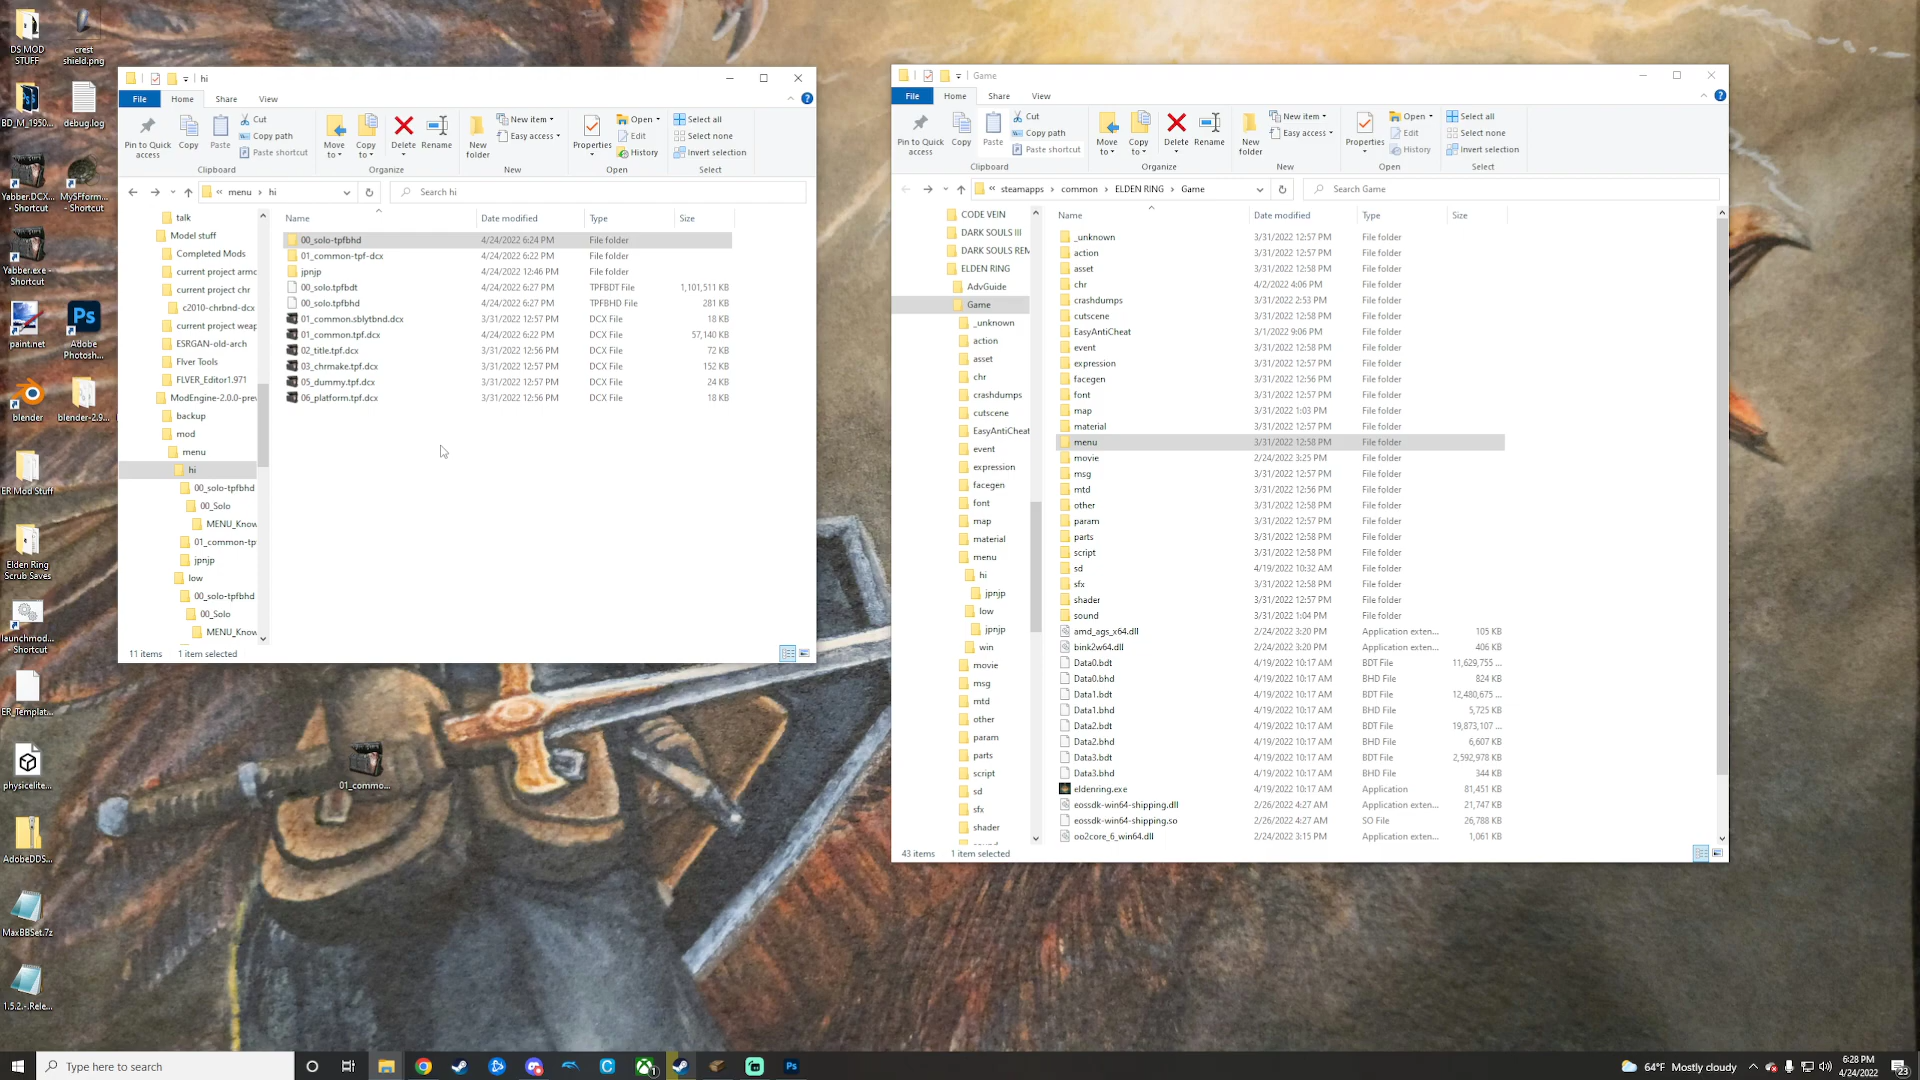 DS MOD
STUFF
crest
shield.png
BD_M_1950...
debug.log
Yabber.DCX...
- Shortcut
MySFform...
- Shortcut
Yabber.exe -
Shortcut
paint.net
Adobe
Photosh...
blender
blender-2.9...
ER Mod Stuff
Elden Ring
Scrub Saves
launchmod...
- Shortcut
ER_Templat...
physicelite...
AdobeDDS...
MaxBBSet.7z
1.5.2.-.Rele...
01_commo...
hi
File
Home
Share
View
Pin to Quick
access
Copy
Paste
Cut
Copy path
Paste shortcut
Clipboard
Move
to
Copy
to
Delete
Rename
Organize
New
folder
New item
Easy access
New
Properties
Open
Edit
History
Open
Select all
Select none
Invert selection
Select
« menu › hi
Search hi
talk
Model stuff
Completed Mods
current project armo
current project chr
c2010-chrbnd-dcx
current project weap
ESRGAN-old-arch
Flver Tools
FLVER_Editor1.971
ModEngine-2.0.0-prev
backup
mod
menu
hi
00_solo-tpfbhd
00_Solo
MENU_Know
01_common-tp
jpnjp
low
00_solo-tpfbhd
00_Solo
MENU_Know
Name Date modified Type Size
00_solo-tpfbhd 4/24/2022 6:24 PM File folder
01_common-tpf-dcx 4/24/2022 6:22 PM File folder
jpnjp 4/24/2022 12:46 PM File folder
00_solo.tpfbdt 4/24/2022 6:27 PM TPFBDT File 1,101,511 KB
00_solo.tpfbhd 4/24/2022 6:27 PM TPFBHD File 281 KB
01_common.sblytbnd.dcx 3/31/2022 12:57 PM DCX File 18 KB
01_common.tpf.dcx 4/24/2022 6:22 PM DCX File 57,140 KB
02_title.tpf.dcx 3/31/2022 12:56 PM DCX File 72 KB
03_chrmake.tpf.dcx 3/31/2022 12:57 PM DCX File 152 KB
05_dummy.tpf.dcx 3/31/2022 12:57 PM DCX File 24 KB
06_platform.tpf.dcx 3/31/2022 12:56 PM DCX File 18 KB
11 items 1 item selected
Game
File
Home
Share
View
Pin to Quick
access
Copy
Paste
Cut
Copy path
Paste shortcut
Clipboard
Move
to
Copy
to
Delete
Rename
Organize
New
folder
New item
Easy access
New
Properties
Open
Edit
History
Open
Select all
Select none
Invert selection
Select
« steamapps › common › ELDEN RING › Game
Search Game
CODE VEIN
DARK SOULS III
DARK SOULS REM
ELDEN RING
AdvGuide
Game
_unknown
action
asset
chr
crashdumps
cutscene
EasyAntiCheat
event
expression
facegen
font
map
material
menu
hi
jpnjp
low
jpnjp
win
movie
msg
mtd
other
param
parts
script
sd
sfx
shader
Name Date modified Type Size
_unknown 3/31/2022 12:57 PM File folder
action 3/31/2022 12:57 PM File folder
asset 3/31/2022 12:58 PM File folder
chr 4/2/2022 4:06 PM File folder
crashdumps 3/31/2022 2:53 PM File folder
cutscene 3/31/2022 12:58 PM File folder
EasyAntiCheat 3/1/2022 9:06 PM File folder
event 3/31/2022 12:58 PM File folder
expression 3/31/2022 12:57 PM File folder
facegen 3/31/2022 12:56 PM File folder
font 3/31/2022 12:57 PM File folder
map 3/31/2022 1:03 PM File folder
material 3/31/2022 12:57 PM File folder
menu 3/31/2022 12:58 PM File folder
movie 2/24/2022 3:25 PM File folder
msg 3/31/2022 12:57 PM File folder
mtd 3/31/2022 12:56 PM File folder
other 3/31/2022 12:58 PM File folder
param 3/31/2022 12:57 PM File folder
parts 3/31/2022 12:58 PM File folder
script 3/31/2022 12:58 PM File folder
sd 4/19/2022 10:32 AM File folder
sfx 3/31/2022 12:58 PM File folder
shader 3/31/2022 12:57 PM File folder
sound 3/31/2022 1:04 PM File folder
amd_ags_x64.dll 2/24/2022 3:20 PM Application exten... 105 KB
bink2w64.dll 2/24/2022 3:20 PM Application exten... 406 KB
Data0.bdt 4/19/2022 10:17 AM BDT File 11,629,755 ...
Data0.bhd 4/19/2022 10:17 AM BHD File 824 KB
Data1.bdt 4/19/2022 10:17 AM BDT File 12,480,675 ...
Data1.bhd 4/19/2022 10:17 AM BHD File 5,725 KB
Data2.bdt 4/19/2022 10:17 AM BDT File 19,873,107 ...
Data2.bhd 4/19/2022 10:17 AM BHD File 6,607 KB
Data3.bdt 4/19/2022 10:17 AM BDT File 2,592,978 KB
Data3.bhd 4/19/2022 10:17 AM BHD File 344 KB
eldenring.exe 4/19/2022 10:17 AM Application 81,451 KB
eossdk-win64-shipping.dll 2/26/2022 4:27 AM Application exten... 21,747 KB
eossdk-win64-shipping.so 2/26/2022 4:27 AM SO File 26,788 KB
oo2core_6_win64.dll 2/24/2022 3:15 PM Application exten... 1,061 KB
43 items 1 item selected
Type here to search
64°F Mostly cloudy
6:28 PM
4/24/2022
23